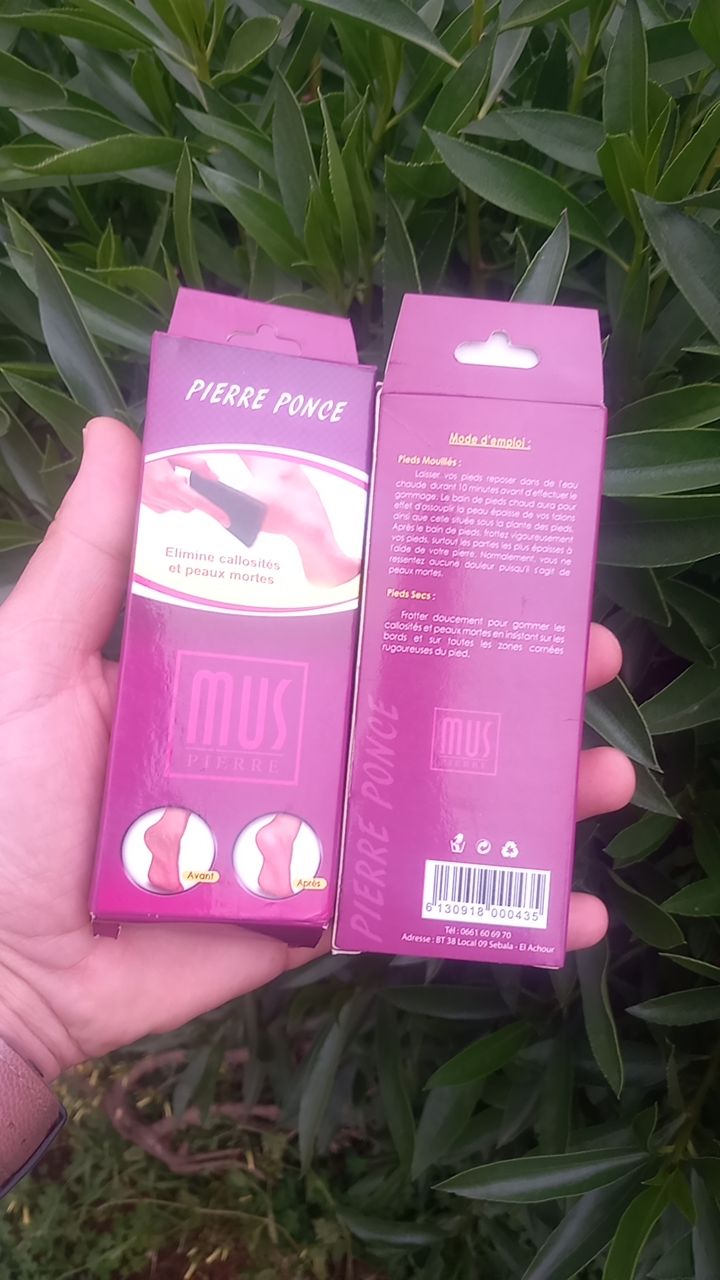 PIERRE PONCE
Elimine callosités
et peaux mortes
MUS
PIERRE
Avant
Après
Mode d'emploi :
Pieds Mouillés :
Laisser vos pieds reposer dans de l'eau
chaude durant 10 minutes avant d'effectuer le
gommage. Le bain de pieds chaud aura pour
effet d'assouplir la peau épaisse de vos talons
ainsi que celle située sous la plante des pieds.
Après le bain de pieds, frottez vigoureusement
vos pieds, surtout les parties les plus épaisses à
l'aide de votre pierre. Normalement, vous ne
ressentez aucune douleur puisqu'il s'agit de
peaux mortes.
Pieds Secs :
Frotter doucement pour gommer les
callosités et peaux mortes en insistant sur les
bords et sur toutes les zones cornées
rugoureuses du pied.
PIERRE PONCE
MUS
PIERRE
6 130918 000435
Tél : 0661 60 69 70
Adresse : BT 38 Local 09 Sebala - El Achour